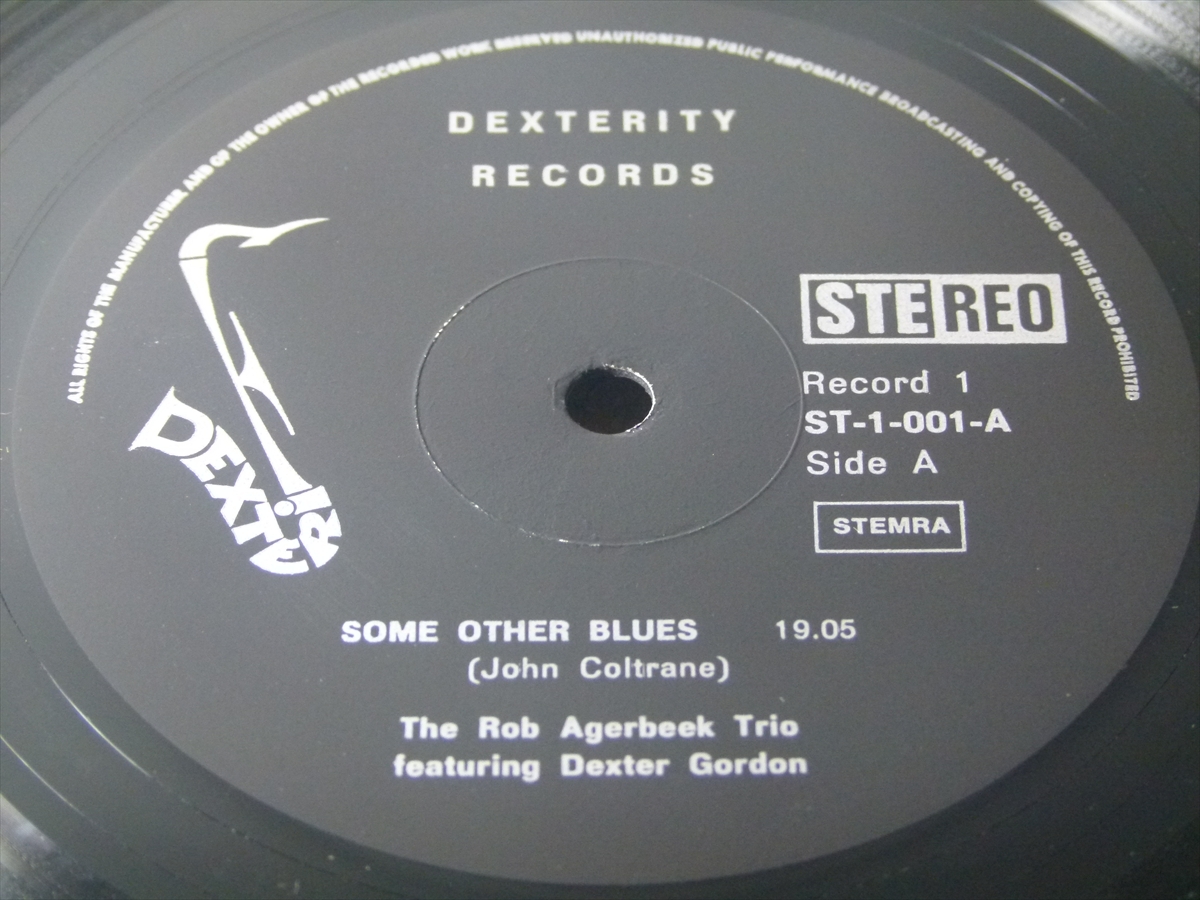 ALL RIGHTS OF THE MANUFACTURER AND OF THE OWNER OF THE RECORDED WORK RESERVED UNAUTHORIZED PUBLIC PERFORMANCE BROADCASTING AND COPYING OF THIS RECORD PROHIBITED
DEXTERITY
RECORDS
DEXTER
STEREO
Record 1
ST-1-001-A
Side A
STEMRA
SOME OTHER BLUES 19.05
(John Coltrane)
The Rob Agerbeek Trio
featuring Dexter Gordon